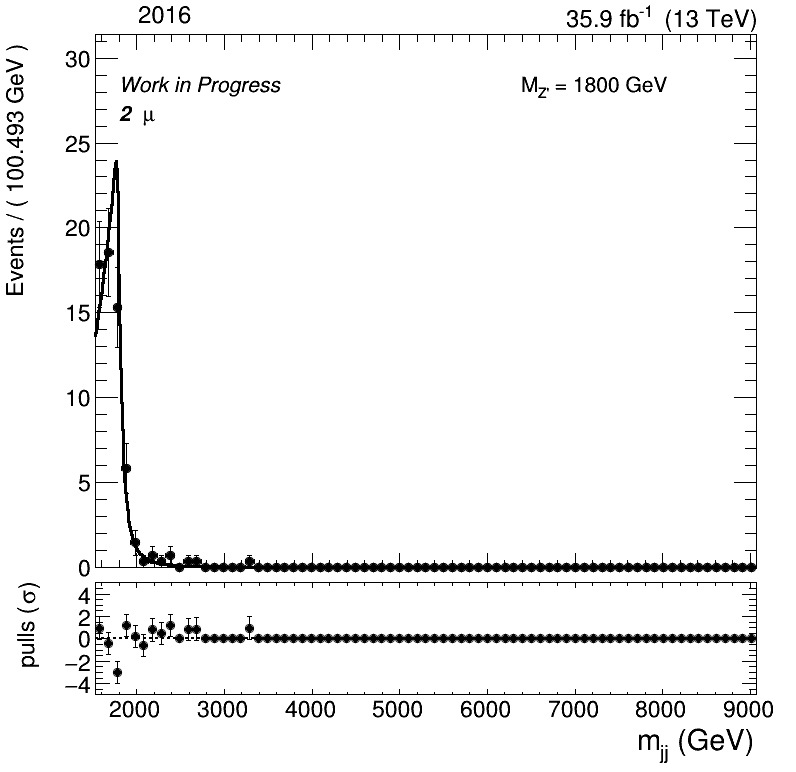 2016
35.9 fb⁻¹ (13 TeV)
Events / ( 100.493 GeV )
30
25
20
15
10
5
0
Work in Progress
2 μ
M_Z' = 1800 GeV
pulls (σ)
4
2
0
−2
−4
2000 3000 4000 5000 6000 7000 8000 9000
m_jj (GeV)